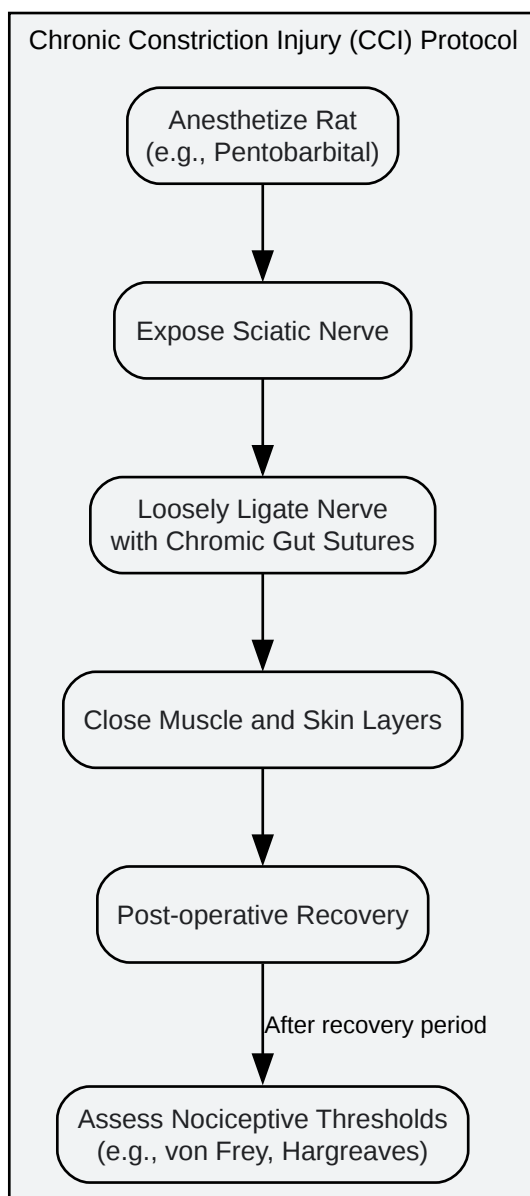 Chronic Constriction Injury (CCI) Protocol
Anesthetize Rat
(e.g., Pentobarbital)
Expose Sciatic Nerve
Loosely Ligate Nerve
with Chromic Gut Sutures
Close Muscle and Skin Layers
Post-operative Recovery
After recovery period
Assess Nociceptive Thresholds
(e.g., von Frey, Hargreaves)